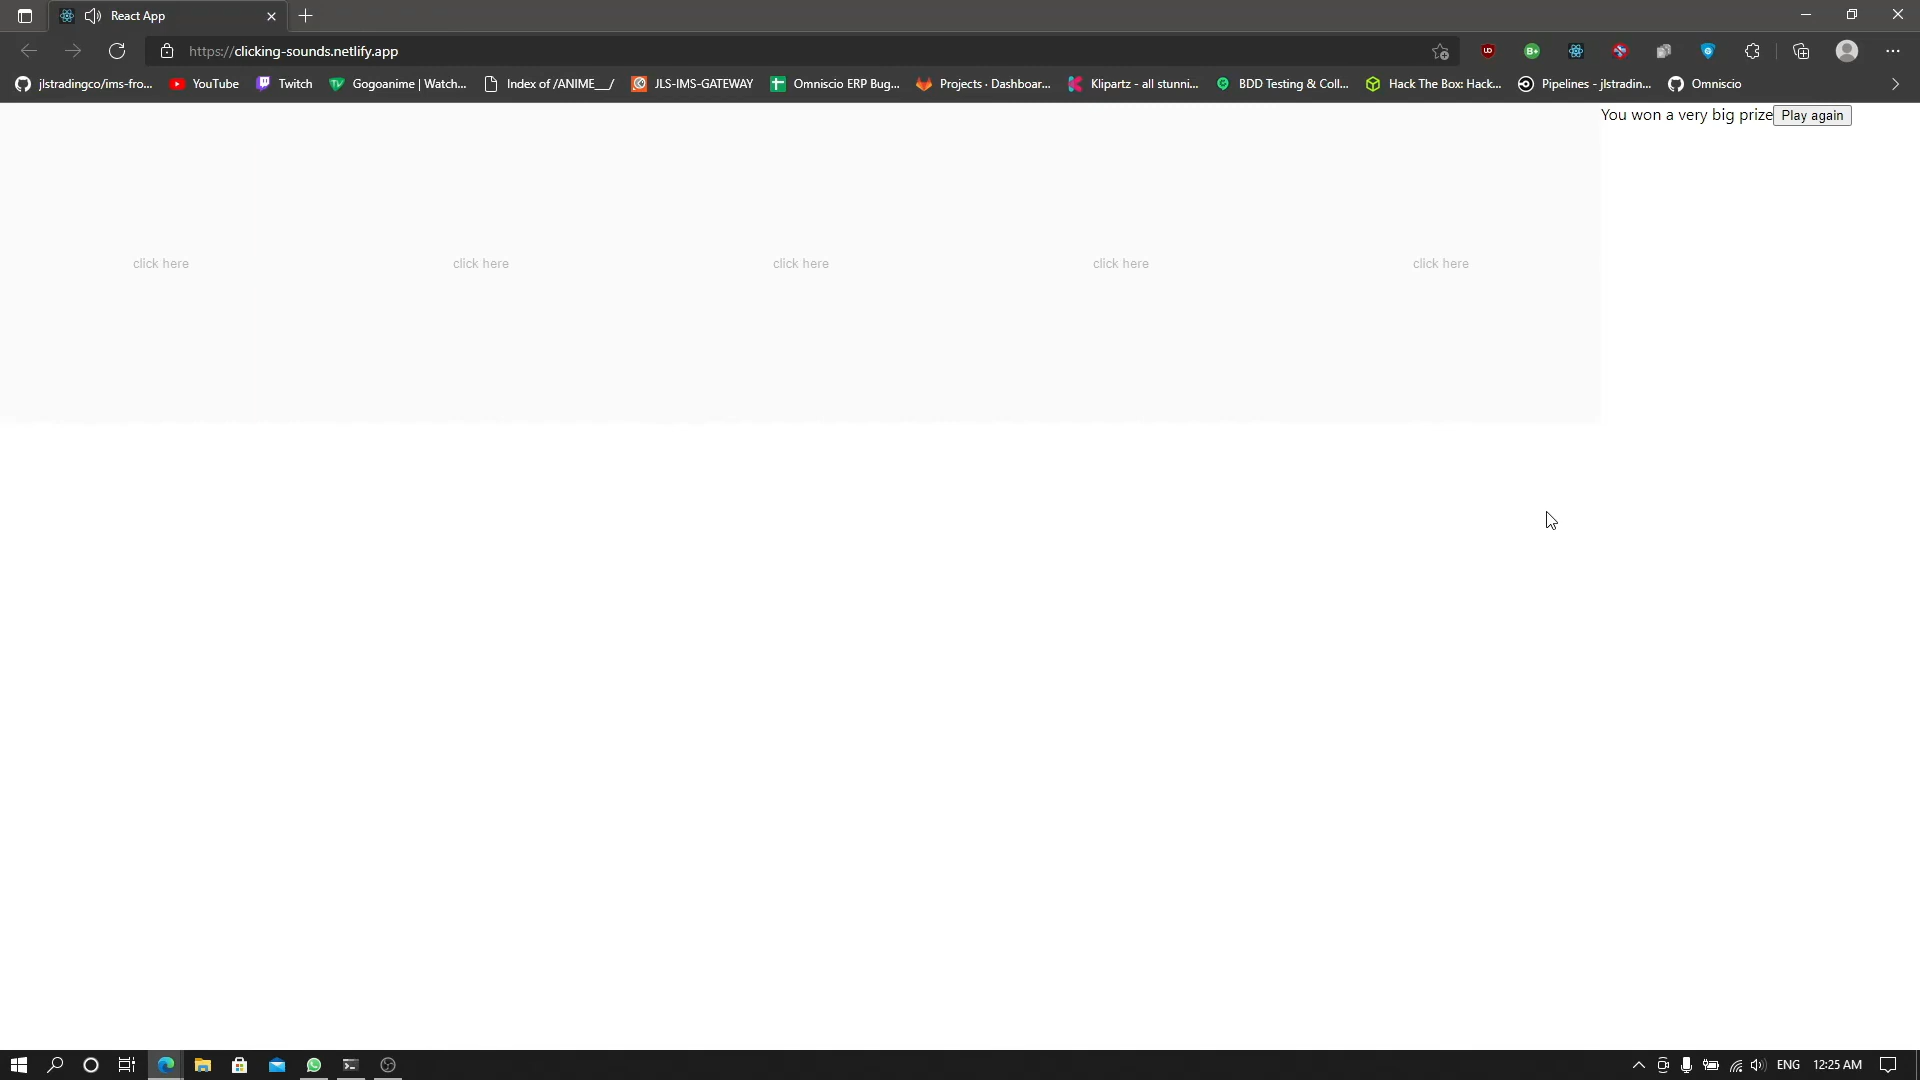 React App
https://clicking-sounds.netlify.app
jlstradingco/ims-fro... YouTube Twitch Gogoanime | Watch... Index of /ANIME__/ JLS-IMS-GATEWAY Omniscio ERP Bug... Projects · Dashboar... Klipartz - all stunni... BDD Testing & Coll... Hack The Box: Hack... Pipelines - jlstradin... Omniscio
You won a very big prize Play again
click here click here click here click here click here
ENG 12:25 AM